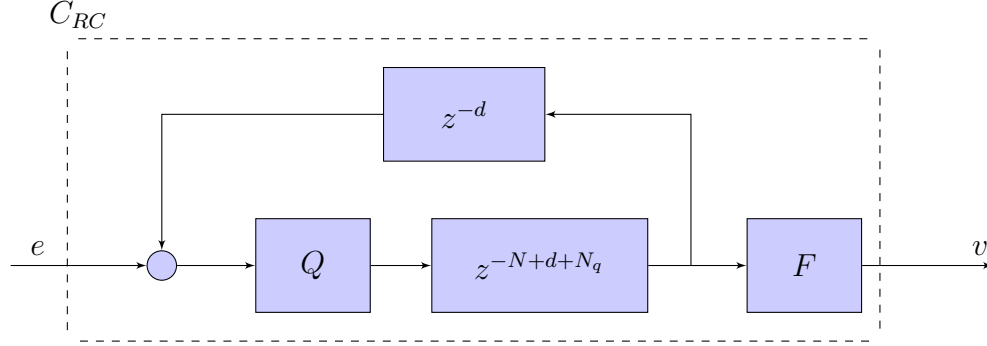 C_{RC}
z^{-d}
e
Q
z^{-N+d+N_q}
F
v